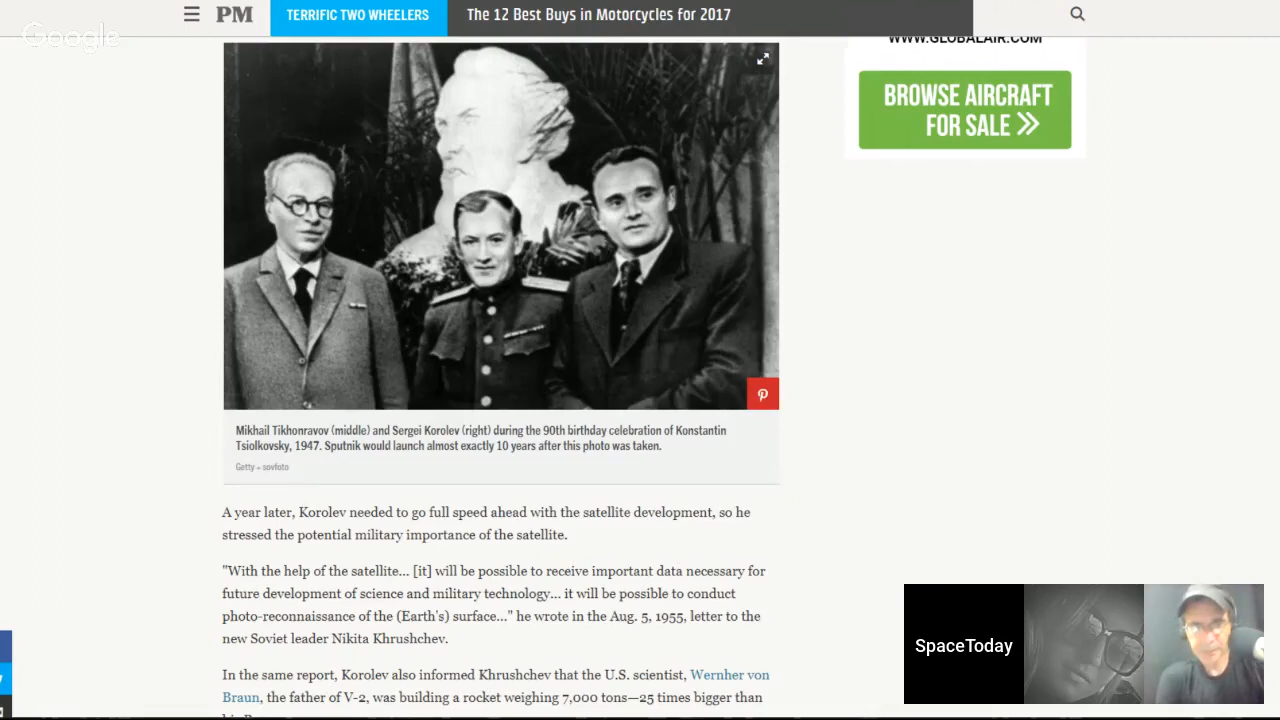 Google
PM
TERRIFIC TWO WHEELERS
The 12 Best Buys in Motorcycles for 2017
WWW.GLOBALAIR.COM
BROWSE AIRCRAFT
FOR SALE >>
Mikhail Tikhonravov (middle) and Sergei Korolev (right) during the 90th birthday celebration of Konstantin
Tsiolkovsky, 1947. Sputnik would launch almost exactly 10 years after this photo was taken.
Getty + sovfoto
A year later, Korolev needed to go full speed ahead with the satellite development, so he
stressed the potential military importance of the satellite.
"With the help of the satellite... [it] will be possible to receive important data necessary for
future development of science and military technology... it will be possible to conduct
photo-reconnaissance of the (Earth's) surface..." he wrote in the Aug. 5, 1955, letter to the
new Soviet leader Nikita Khrushchev.
In the same report, Korolev also informed Khrushchev that the U.S. scientist, Wernher von
Braun, the father of V-2, was building a rocket weighing 7,000 tons—25 times bigger than
SpaceToday